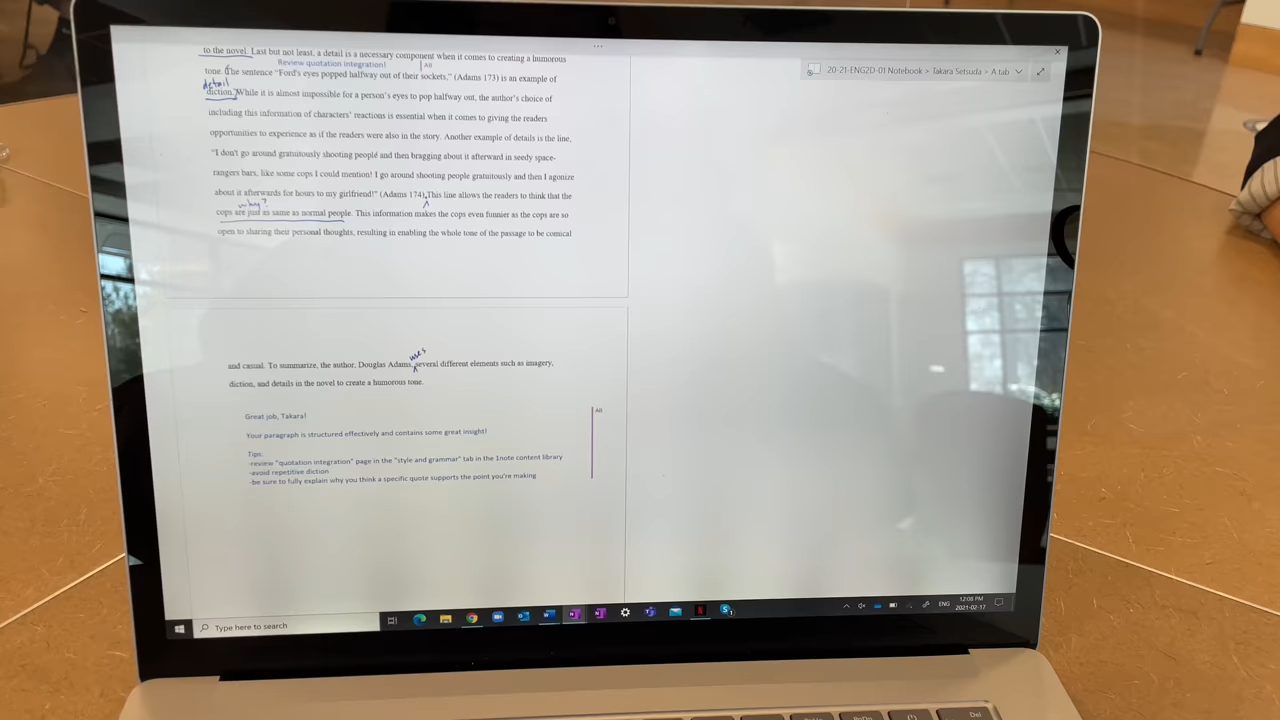 to the novel. Last but not least, a detail is a necessary component when it comes to creating a humorous
Review quotation integration!
AB
tone. The sentence “Ford's eyes popped halfway out of their sockets,” (Adams 173) is an example of
detail
diction. While it is almost impossible for a person's eyes to pop halfway out, the author's choice of
including this information of characters' reactions is essential when it comes to giving the readers
opportunities to experience as if the readers were also in the story. Another example of details is the line,
“I don't go around gratuitously shooting people and then bragging about it afterward in seedy space-
rangers bars, like some cops I could mention! I go around shooting people gratuitously and then I agonize
about it afterwards for hours to my girlfriend!” (Adams 174). This line allows the readers to think that the
why?
cops are just as same as normal people. This information makes the cops even funnier as the cops are so
open to sharing their personal thoughts, resulting in enabling the whole tone of the passage to be comical
uses
and casual. To summarize, the author, Douglas Adams, several different elements such as imagery,
diction, and details in the novel to create a humorous tone.
Great job, Takara!
AB
Your paragraph is structured effectively and contains some great insight!
Tips:
-review "quotation integration" page in the "style and grammar" tab in the 1note content library
-avoid repetitive diction
-be sure to fully explain why you think a specific quote supports the point you're making
20-21-ENG2D-01 Notebook > Takara Setsuda > A tab
Type here to search
ENG
12:08 PM
2021-02-17
Del